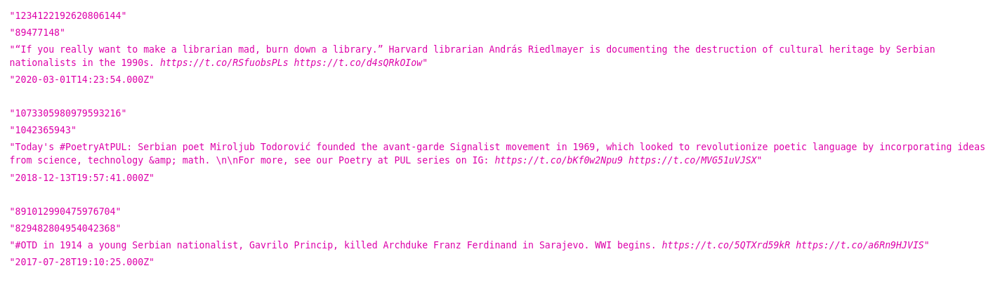 "1234122192620806144"
"89477148"
"“If you really want to make a librarian mad, burn down a library.” Harvard librarian András Riedlmayer is documenting the destruction of cultural heritage by Serbian
nationalists in the 1990s. https://t.co/RSfuobsPLs https://t.co/d4sQRkOIow"
"2020-03-01T14:23:54.000Z"
"1073305980979593216"
"1042365943"
"Today's #PoetryAtPUL: Serbian poet Miroljub Todorović founded the avant-garde Signalist movement in 1969, which looked to revolutionize poetic language by incorporating ideas
from science, technology &amp; math. \n\nFor more, see our Poetry at PUL series on IG: https://t.co/bKf0w2Npu9 https://t.co/MVG51uVJSX"
"2018-12-13T19:57:41.000Z"
"891012990475976704"
"829482804954042368"
"#OTD in 1914 a young Serbian nationalist, Gavrilo Princip, killed Archduke Franz Ferdinand in Sarajevo. WWI begins. https://t.co/5QTXrd59kR https://t.co/a6Rn9HJVIS"
"2017-07-28T19:10:25.000Z"